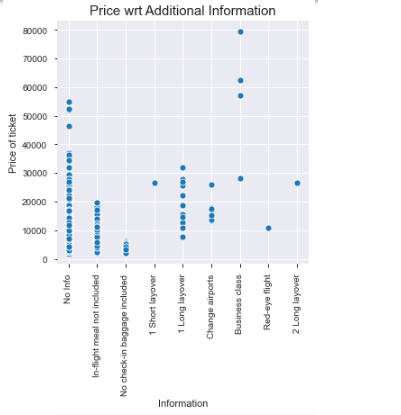 Price wrt Additional Information
Price of ticket
80000
70000
60000
50000
40000
30000
20000
10000
0
No Info
In-flight meal not included
No check-in baggage included
1 Short layover
1 Long layover
Change airports
Business class
Red-eye flight
2 Long layover
Information